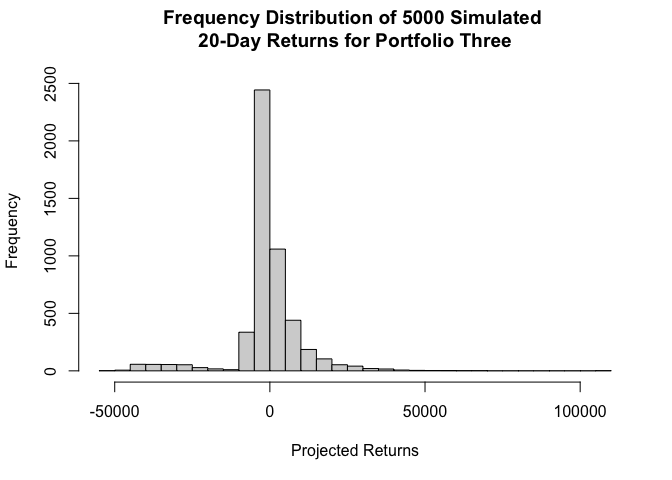 Frequency Distribution of 5000 Simulated
20-Day Returns for Portfolio Three
Frequency
2500
2000
1500
1000
500
0
-50000
0
50000
100000
Projected Returns